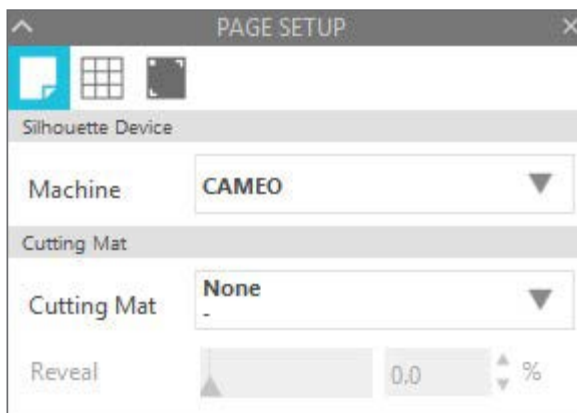 PAGE SETUP
Silhouette Device
Machine CAMEO
Cutting Mat
Cutting Mat None
-
Reveal 0.0 %